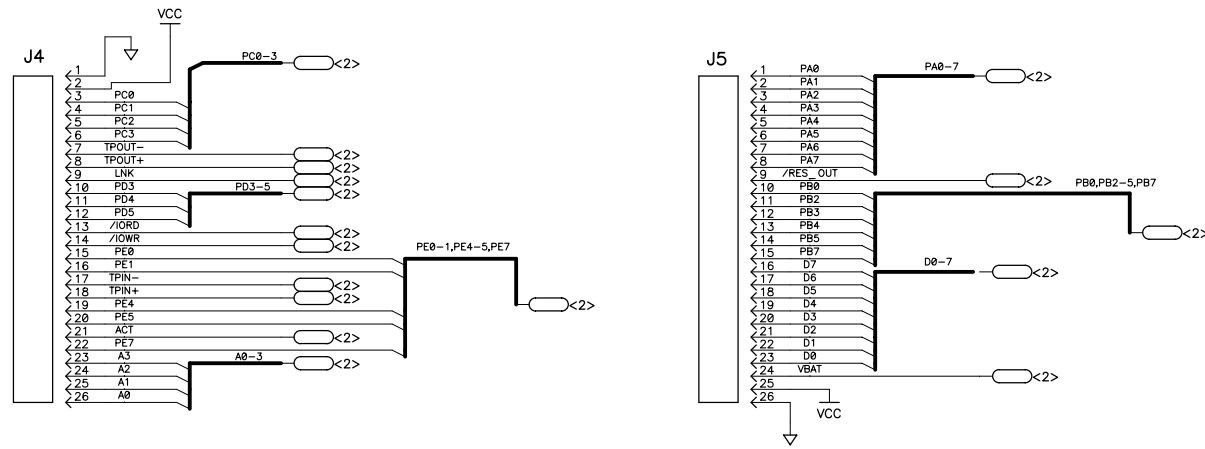 J4
VCC
1
2
3 PC0
4 PC1
5 PC2
6 PC3
7 TPOUT-
8 TPOUT+
9 LNK
10 PD3
11 PD4
12 PD5
13 /IORD
14 /IOWR
15 PE0
16 PE1
17 TPIN-
18 TPIN+
19 PE4
20 PE5
21 ACT
22 PE7
23 A3
24 A2
25 A1
26 A0
PC0-3 <2>
<2>
<2>
<2>
PD3-5 <2>
<2>
<2>
PE0-1,PE4-5,PE7
<2>
<2>
<2>
<2>
A0-3 <2>
J5
1 PA0
2 PA1
3 PA2
4 PA3
5 PA4
6 PA5
7 PA6
8 PA7
9 /RES_OUT
10 PB0
11 PB2
12 PB3
13 PB4
14 PB5
15 PB7
16 D7
17 D6
18 D5
19 D4
20 D3
21 D2
22 D1
23 D0
24 VBAT
25
26
VCC
PA0-7 <2>
<2>
PB0,PB2-5,PB7
<2>
D0-7 <2>
<2>